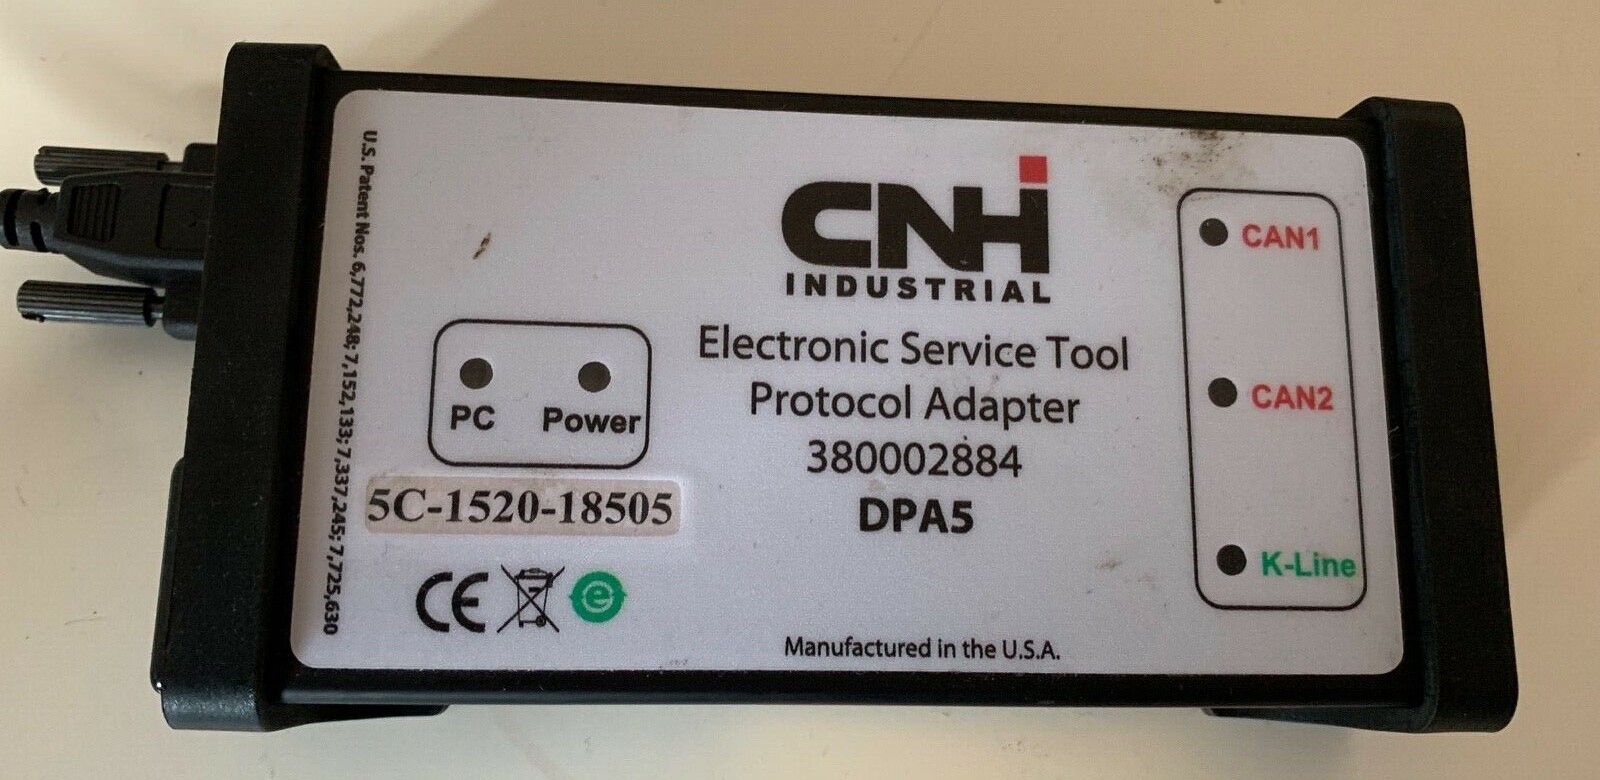 U.S. Patent Nos. 6,772,248; 7,152,133; 7,337,245; 7,725,630
CNH
INDUSTRIAL
Electronic Service Tool
Protocol Adapter
380002884
DPA5
PC
Power
5C-1520-18505
CE
e
Manufactured in the U.S.A.
CAN1
CAN2
K-Line